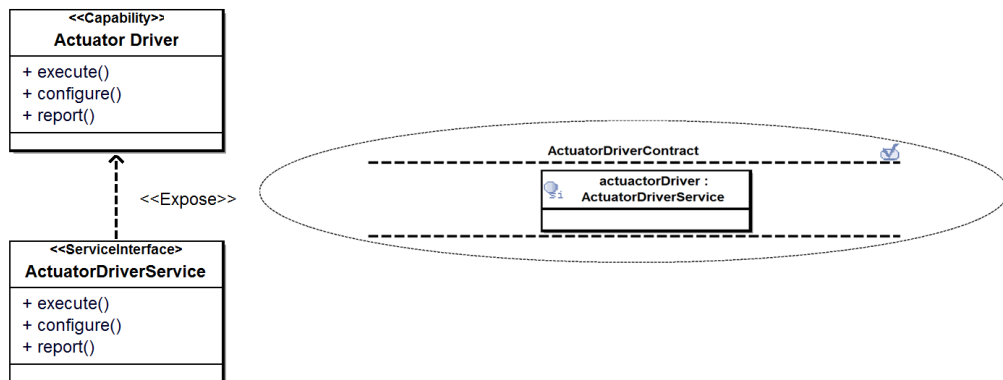 <<Capability>>
Actuator Driver
+ execute()
+ configure()
+ report()
<<Expose>>
<<ServiceInterface>
ActuatorDriverService
+ execute()
+ configure()
+ report()
ActuatorDriverContract
actuactorDriver :
ActuatorDriverService